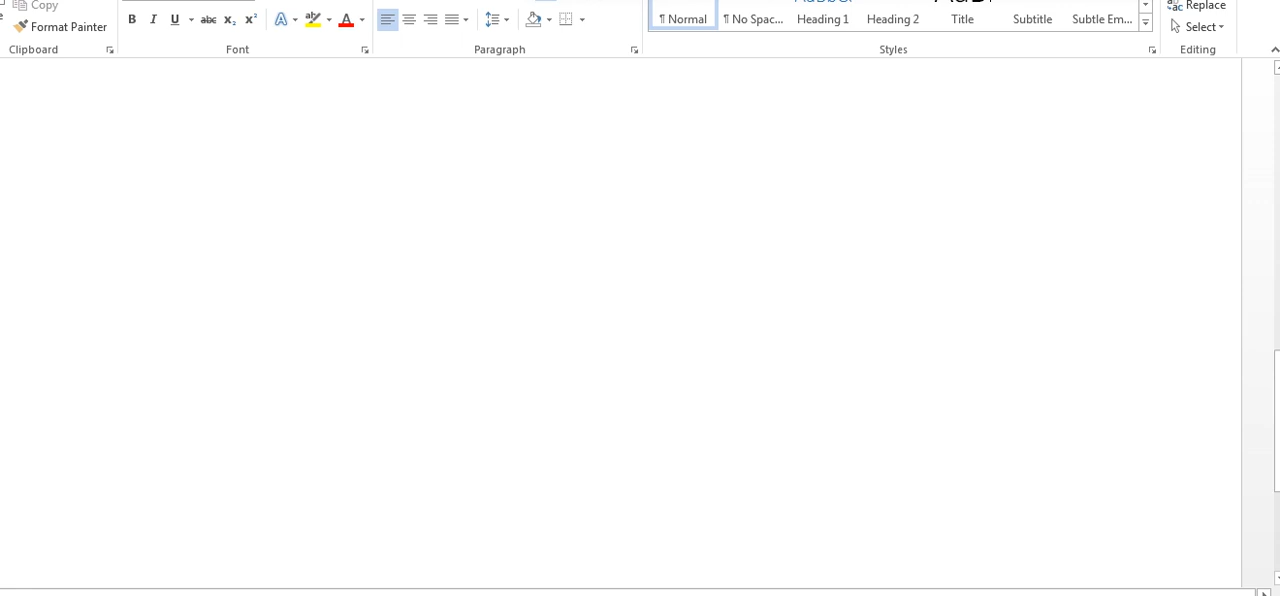 Copy Replace
Format Painter B I U abc x₂ x² A aby A ¶ Normal ¶ No Spac... Heading 1 Heading 2 Title Subtitle Subtle Em... Select
Clipboard Font Paragraph Styles Editing